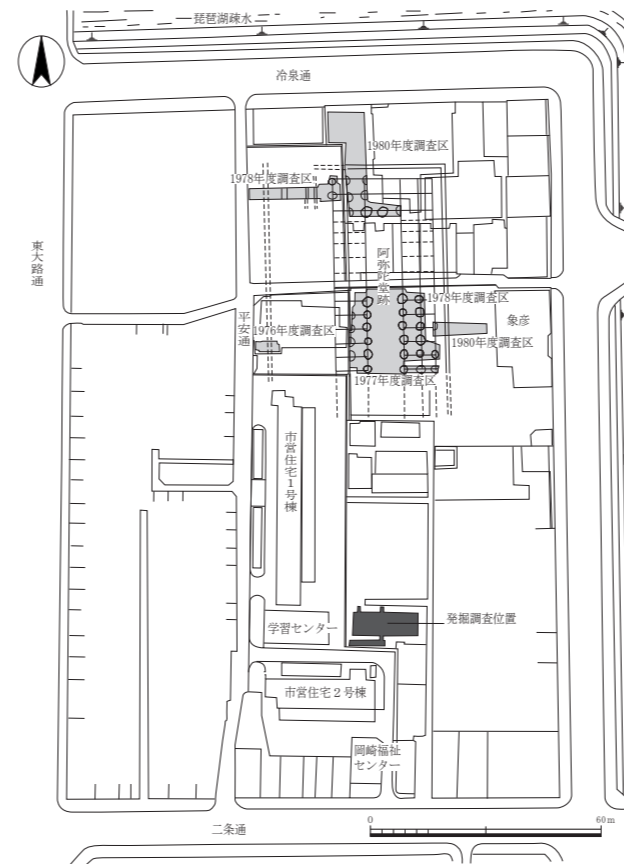 琵琶湖疏水
冷泉通
1980年度調査区
1978年度調査区
東大路通
阿弥陀堂跡
平安通
1978年度調査区
象彦
1976年度調査区
1980年度調査区
1977年度調査区
市営住宅1号棟
発掘調査位置
学習センター
市営住宅2号棟
岡崎福祉
センター
二条通
0
60m